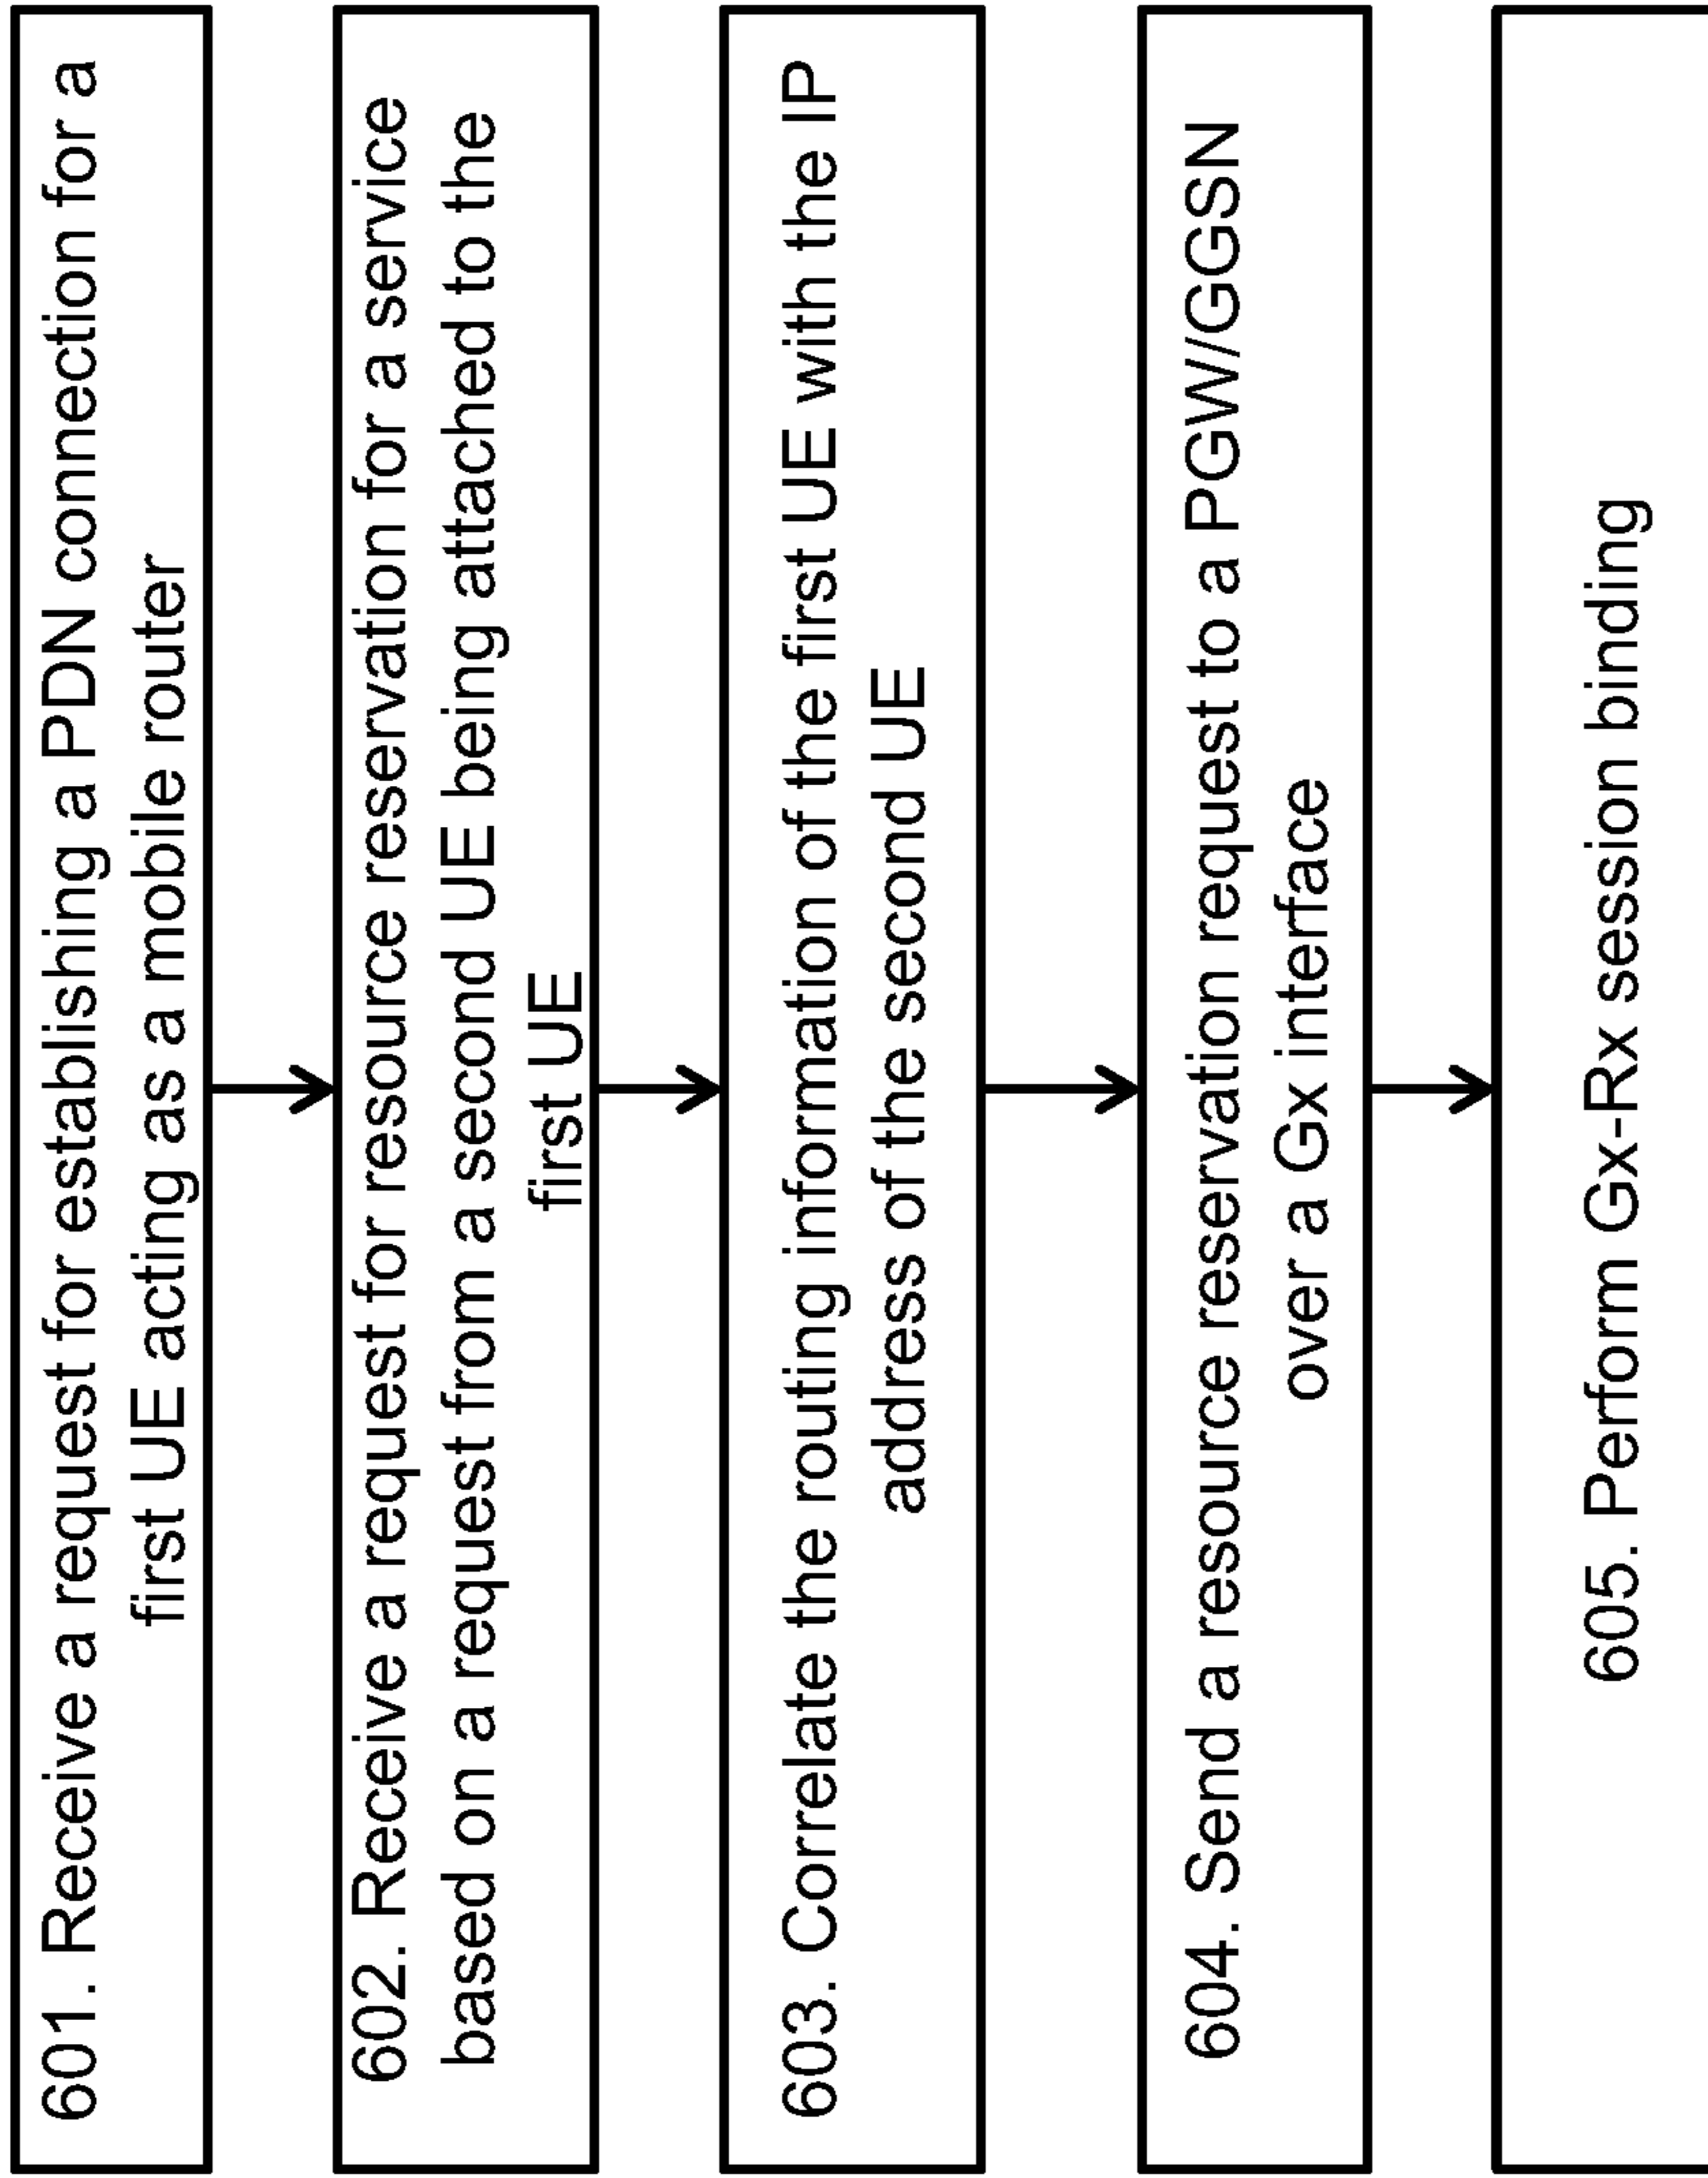 601. Receive a request for establishing a PDN connection for a
first UE acting as a mobile router
602. Receive a request for resource reservation for a service
based on a request from a second UE being attached to the
first UE
603. Correlate the routing information of the first UE with the IP
address of the second UE
604. Send a resource reservation request to a PGW/GGSN
over a Gx interface
605. Perform Gx-Rx session binding